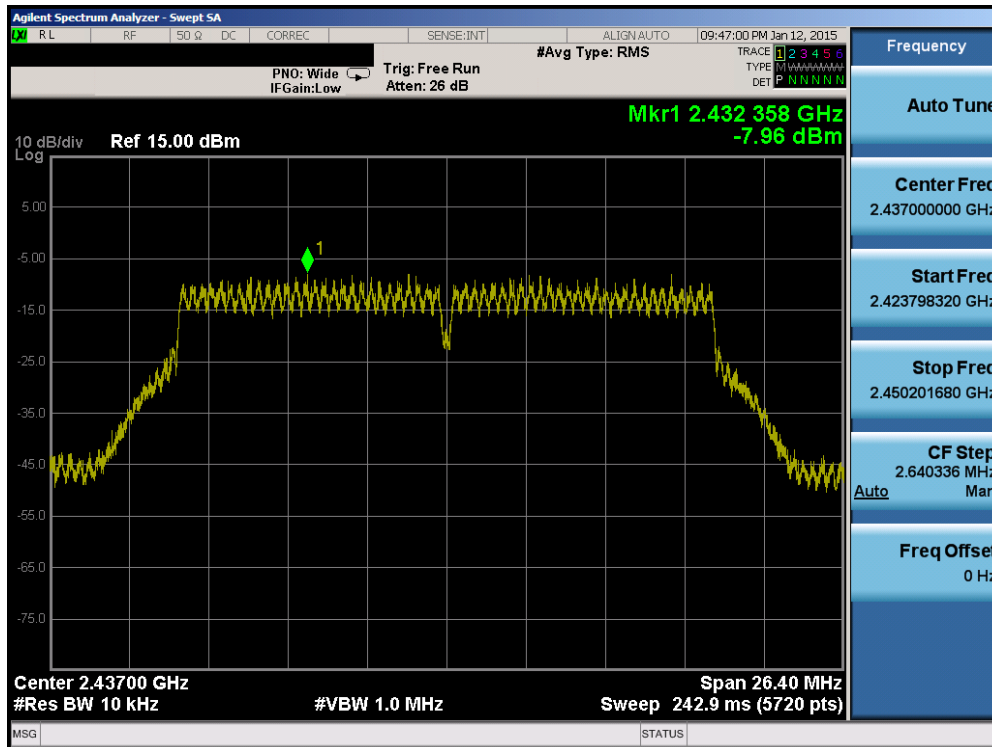 Agilent Spectrum Analyzer - Swept SA
LXI RL RF 50 Ω DC CORREC SENSE:INT ALIGN AUTO 09:47:00 PM Jan 12, 2015
#Avg Type: RMS
TRACE 1 2 3 4 5 6
PNO: Wide Trig: Free Run
TYPE M WWWWW
IFGain:Low Atten: 26 dB
DET P N N N N N
Mkr1 2.432 358 GHz
-7.96 dBm
10 dB/div Ref 15.00 dBm
Log
5.00
1
-5.00
-15.0
-25.0
-35.0
-45.0
-55.0
-65.0
-75.0
Center 2.43700 GHz Span 26.40 MHz
#Res BW 10 kHz #VBW 1.0 MHz Sweep 242.9 ms (5720 pts)
MSG STATUS
Frequency
Auto Tune
Center Freq
2.437000000 GHz
Start Freq
2.423798320 GHz
Stop Freq
2.450201680 GHz
CF Step
2.640336 MHz
Auto Man
Freq Offset
0 Hz